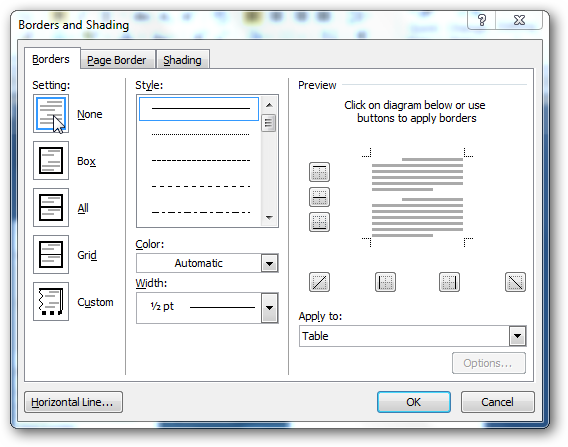 Borders and Shading
Borders
Page Border
Shading
Setting:
None
Box
All
Grid
Custom
Style:
Color:
Automatic
Width:
½ pt
Preview
Click on diagram below or use
buttons to apply borders
Apply to:
Table
Options...
Horizontal Line...
OK
Cancel